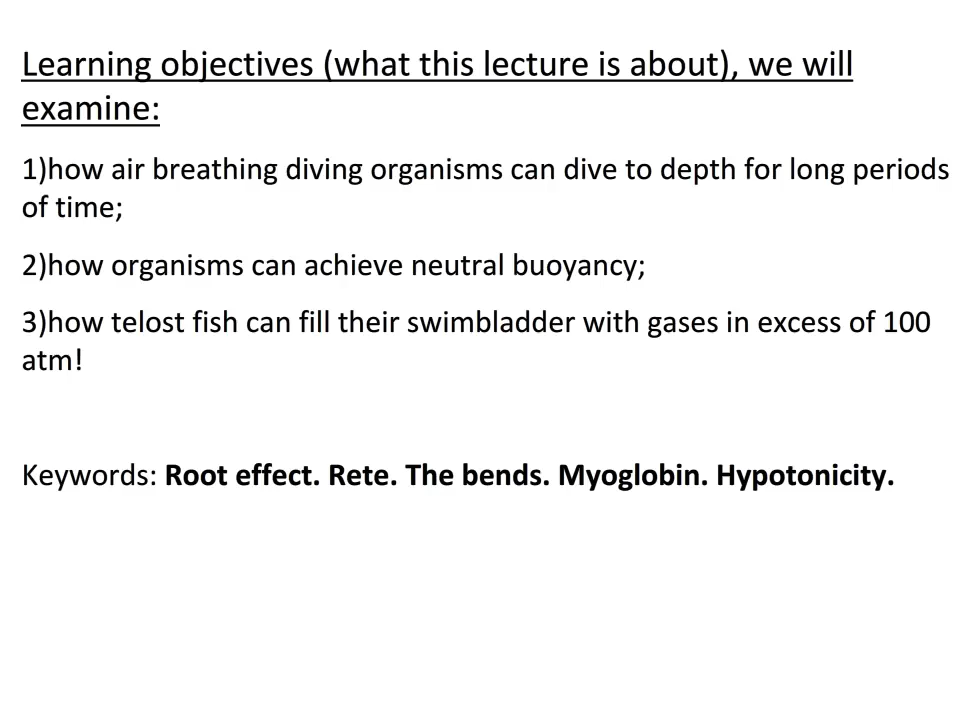 Learning objectives (what this lecture is about), we will
examine:
1)how air breathing diving organisms can dive to depth for long periods
of time;
2)how organisms can achieve neutral buoyancy;
3)how telost fish can fill their swimbladder with gases in excess of 100
atm!
Keywords: Root effect. Rete. The bends. Myoglobin. Hypotonicity.